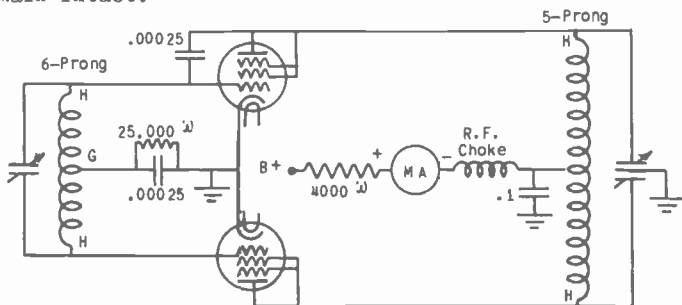 5-Prong
.00025
H
6-Prong
H
25.000 ω
G
.00025
B+
4000 ω
+
MA
-
R.F.
Choke
.1
H
H